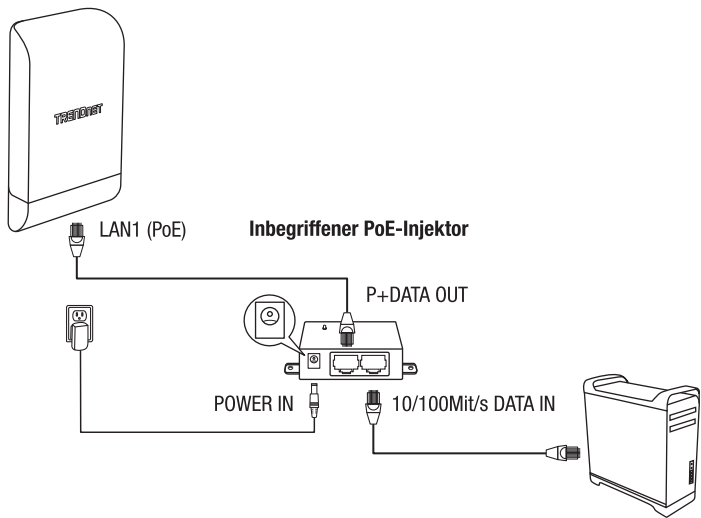 TRENDNET
LAN1 (PoE)
Inbegriffener PoE-Injektor
P+DATA OUT
POWER IN
10/100Mit/s DATA IN